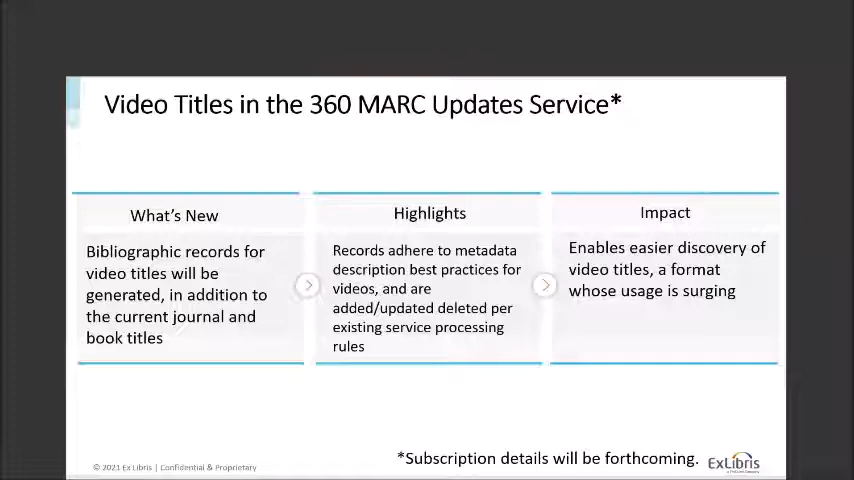 Video Titles in the 360 MARC Updates Service*
What's New
Bibliographic records for
video titles will be
generated, in addition to
the current journal and
book titles
Highlights
Records adhere to metadata
description best practices for
videos, and are
added/updated deleted per
existing service processing
rules
Impact
Enables easier discovery of
video titles, a format
whose usage is surging
*Subscription details will be forthcoming.
© 2021 Ex Libris | Confidential & Proprietary
ExLibris